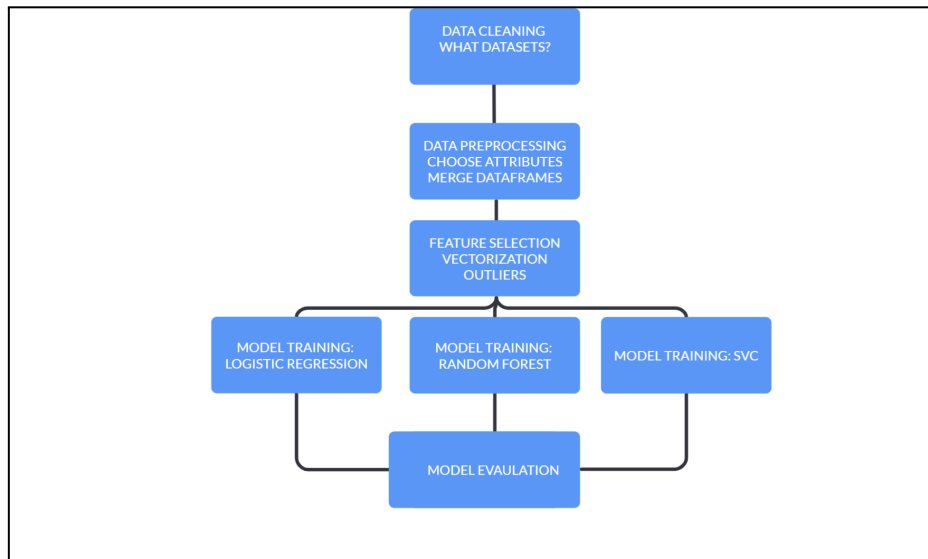 DATA CLEANING
WHAT DATASETS?
DATA PREPROCESSING
CHOOSE ATTRIBUTES
MERGE DATAFRAMES
FEATURE SELECTION
VECTORIZATION
OUTLIERS
MODEL TRAINING:
LOGISTIC REGRESSION
MODEL TRAINING:
RANDOM FOREST
MODEL TRAINING: SVC
MODEL EVAULATION